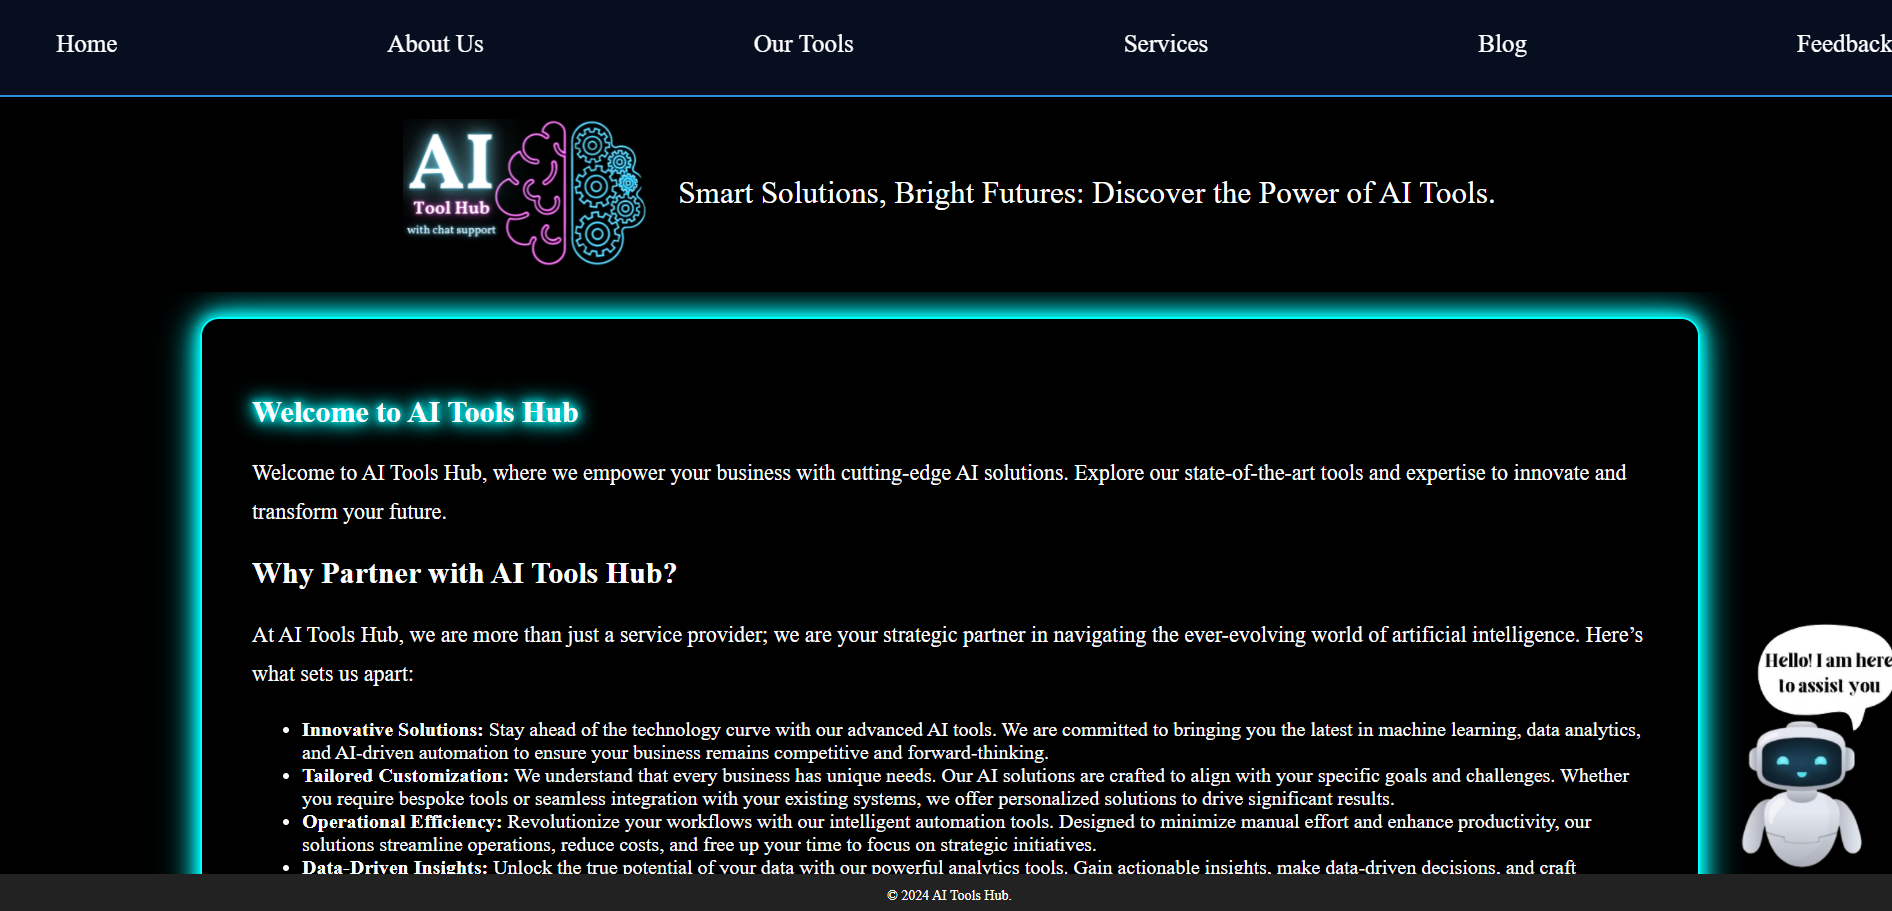 Home About Us Our Tools Services Blog Feedback
AI
Tool Hub
with chat support
Smart Solutions, Bright Futures: Discover the Power of AI Tools.
Welcome to AI Tools Hub
Welcome to AI Tools Hub, where we empower your business with cutting-edge AI solutions. Explore our state-of-the-art tools and expertise to innovate and
transform your future.
Why Partner with AI Tools Hub?
At AI Tools Hub, we are more than just a service provider; we are your strategic partner in navigating the ever-evolving world of artificial intelligence. Here’s
what sets us apart:
• Innovative Solutions: Stay ahead of the technology curve with our advanced AI tools. We are committed to bringing you the latest in machine learning, data analytics,
and AI-driven automation to ensure your business remains competitive and forward-thinking.
• Tailored Customization: We understand that every business has unique needs. Our AI solutions are crafted to align with your specific goals and challenges. Whether
you require bespoke tools or seamless integration with your existing systems, we offer personalized solutions to drive significant results.
• Operational Efficiency: Revolutionize your workflows with our intelligent automation tools. Designed to minimize manual effort and enhance productivity, our
solutions streamline operations, reduce costs, and free up your time to focus on strategic initiatives.
• Data-Driven Insights: Unlock the true potential of your data with our powerful analytics tools. Gain actionable insights, make data-driven decisions, and craft
Hello! I am here
to assist you
© 2024 AI Tools Hub.